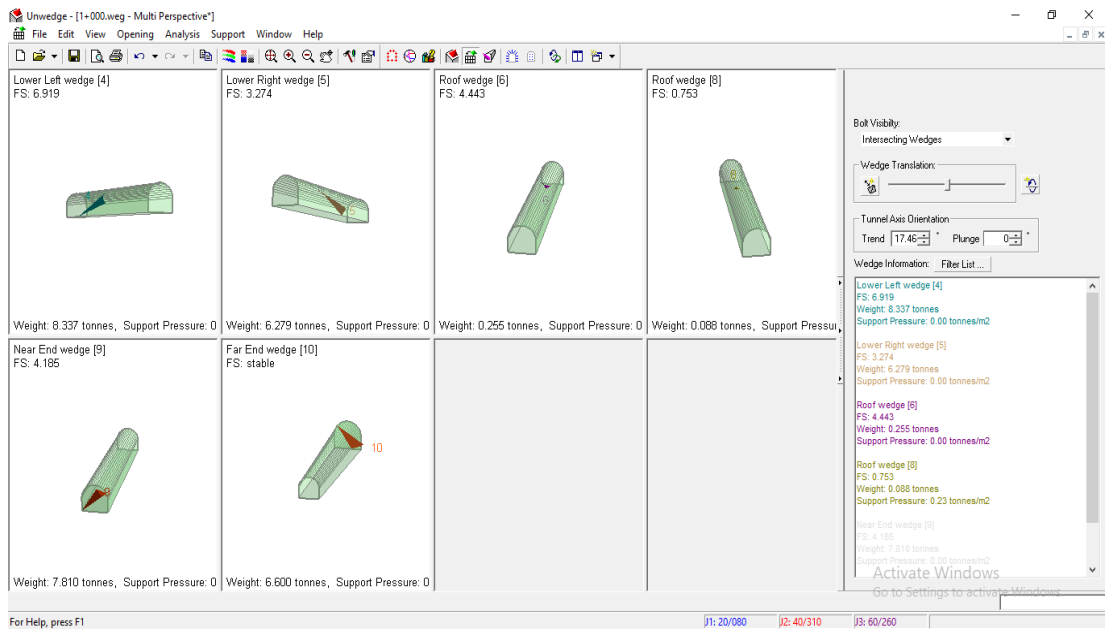 Unwedge - [1+000.weg - Multi Perspective*]
File Edit View Opening Analysis Support Window Help
Lower Left wedge [4]
FS: 6.919
Weight: 8.337 tonnes, Support Pressure: 0
Lower Right wedge [5]
FS: 3.274
5
Weight: 6.279 tonnes, Support Pressure: 0
Roof wedge [6]
FS: 4.443
Weight: 0.255 tonnes, Support Pressure: 0
Roof wedge [8]
FS: 0.753
8
Weight: 0.088 tonnes, Support Pressu
Near End wedge [9]
FS: 4.185
9
Weight: 7.810 tonnes, Support Pressure: 0
Far End wedge [10]
FS: stable
10
Weight: 6.600 tonnes, Support Pressure: 0
Bolt Visibilty:
Intersecting Wedges
Wedge Translation:
Tunnel Axis Orientation
Trend 17.46 ° Plunge 0 °
Wedge Information: Filter List ...
Lower Left wedge [4]
FS: 6.919
Weight: 8.337 tonnes
Support Pressure: 0.00 tonnes/m2
Lower Right wedge [5]
FS: 3.274
Weight: 6.279 tonnes
Support Pressure: 0.00 tonnes/m2
Roof wedge [6]
FS: 4.443
Weight: 0.255 tonnes
Support Pressure: 0.00 tonnes/m2
Roof wedge [8]
FS: 0.753
Weight: 0.088 tonnes
Support Pressure: 0.23 tonnes/m2
Near End wedge [9]
FS: 4.185
Weight: 7.810 tonnes
Support Pressure: 0.00 tonnes/m2
Activate Windows
Go to Settings to activate Windows.
For Help, press F1
J1: 20/080
J2: 40/310
J3: 60/260